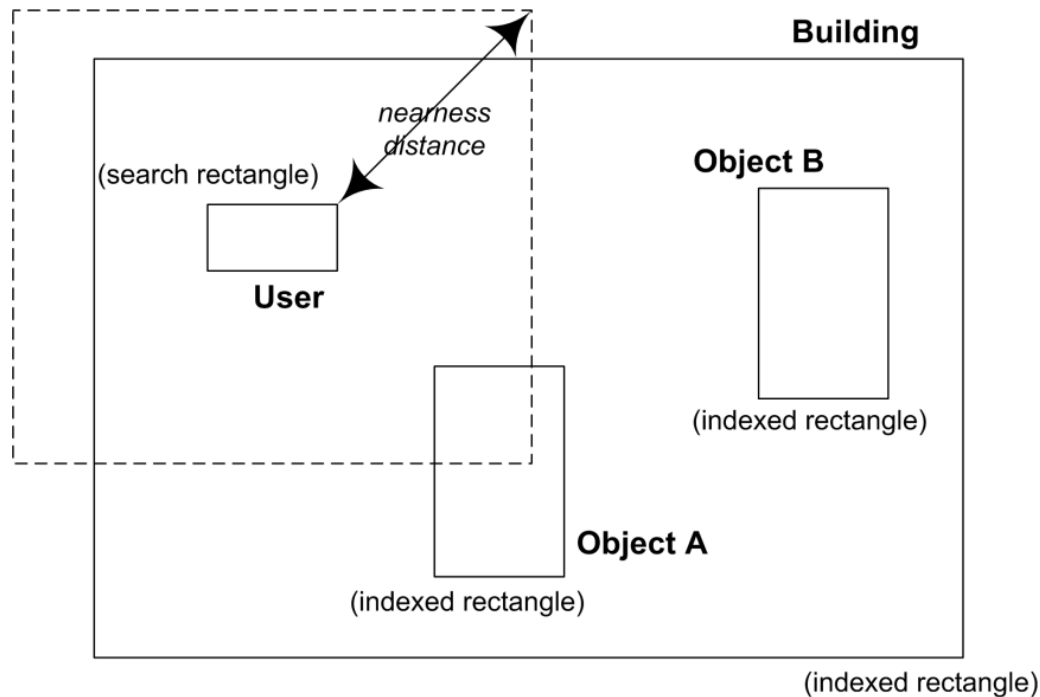 Building
nearness
distance
(search rectangle)
Object B
User
(indexed rectangle)
Object A
(indexed rectangle)
(indexed rectangle)